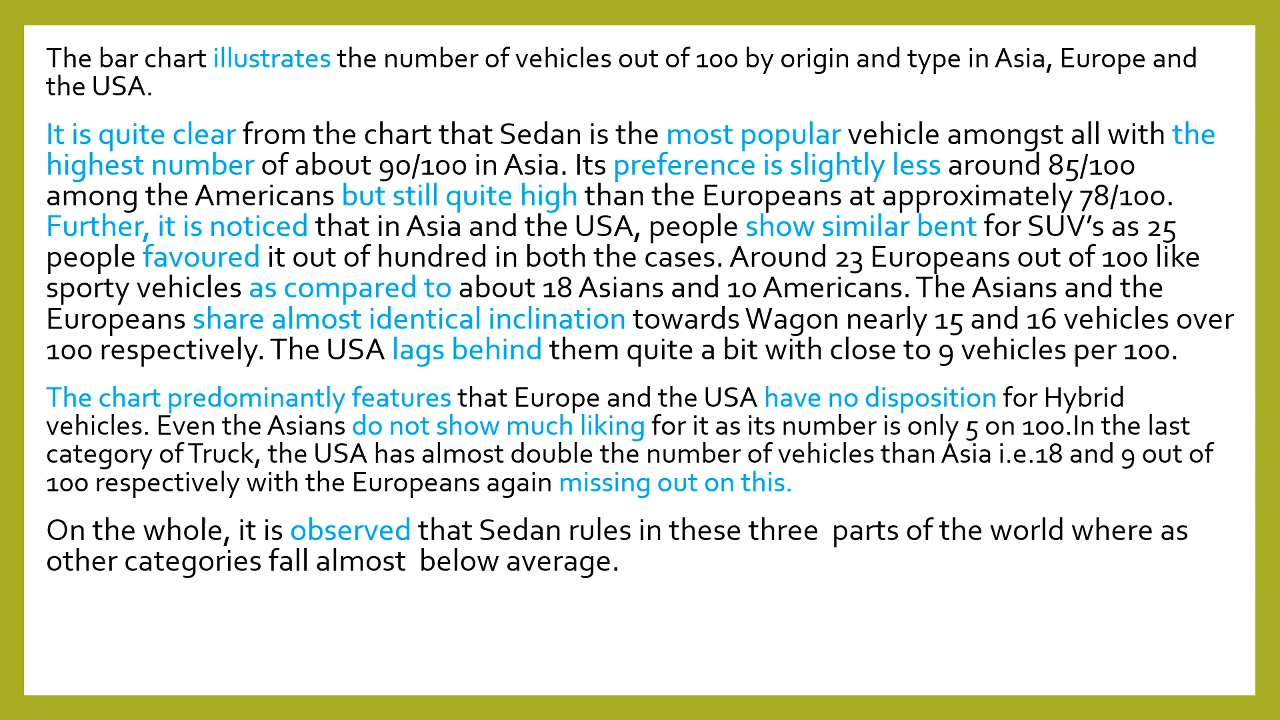 The bar chart illustrates the number of vehicles out of 100 by origin and type in Asia, Europe and
the USA.
It is quite clear from the chart that Sedan is the most popular vehicle amongst all with the
highest number of about 90/100 in Asia. Its preference is slightly less around 85/100
among the Americans but still quite high than the Europeans at approximately 78/100.
Further, it is noticed that in Asia and the USA, people show similar bent for SUV's as 25
people favoured it out of hundred in both the cases. Around 23 Europeans out of 100 like
sporty vehicles as compared to about 18 Asians and 10 Americans. The Asians and the
Europeans share almost identical inclination towards Wagon nearly 15 and 16 vehicles over
100 respectively. The USA lags behind them quite a bit with close to 9 vehicles per 100.
The chart predominantly features that Europe and the USA have no disposition for Hybrid
vehicles. Even the Asians do not show much liking for it as its number is only 5 on 100.In the last
category of Truck, the USA has almost double the number of vehicles than Asia i.e.18 and 9 out of
100 respectively with the Europeans again missing out on this.
On the whole, it is observed that Sedan rules in these three  parts of the world where as
other categories fall almost  below average.